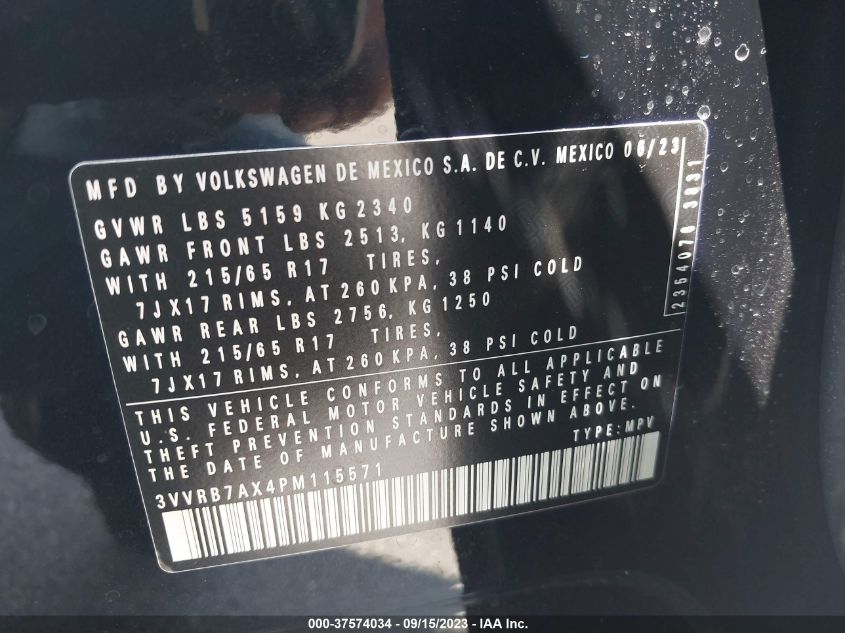 MFD BY VOLKSWAGEN DE MEXICO S.A. DE C.V. MEXICO 06/23
GVWR LBS 5159 KG 2340
GAWR FRONT LBS 2513, KG 1140
WITH 215/65 R17 TIRES,
7JX17 RIMS, AT 260 KPA, 38 PSI COLD
GAWR REAR LBS 2756, KG 1250
WITH 215/65 R17 TIRES,
7JX17 RIMS, AT 260 KPA, 38 PSI COLD
2354076 3031
THIS VEHICLE CONFORMS TO ALL APPLICABLE
U.S. FEDERAL MOTOR VEHICLE SAFETY AND
THEFT PREVENTION STANDARDS IN EFFECT ON
THE DATE OF MANUFACTURE SHOWN ABOVE.
TYPE: MPV
3VVRB7AX4PM115571
000-37574034 - 09/15/2023 - IAA Inc.